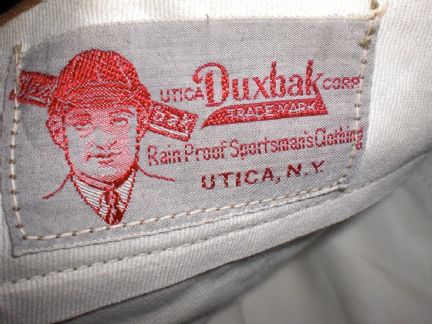 UTICA Duxbak CORP
TRADE MARK
Rain Proof Sportsman's Clothing
UTICA, N.Y.